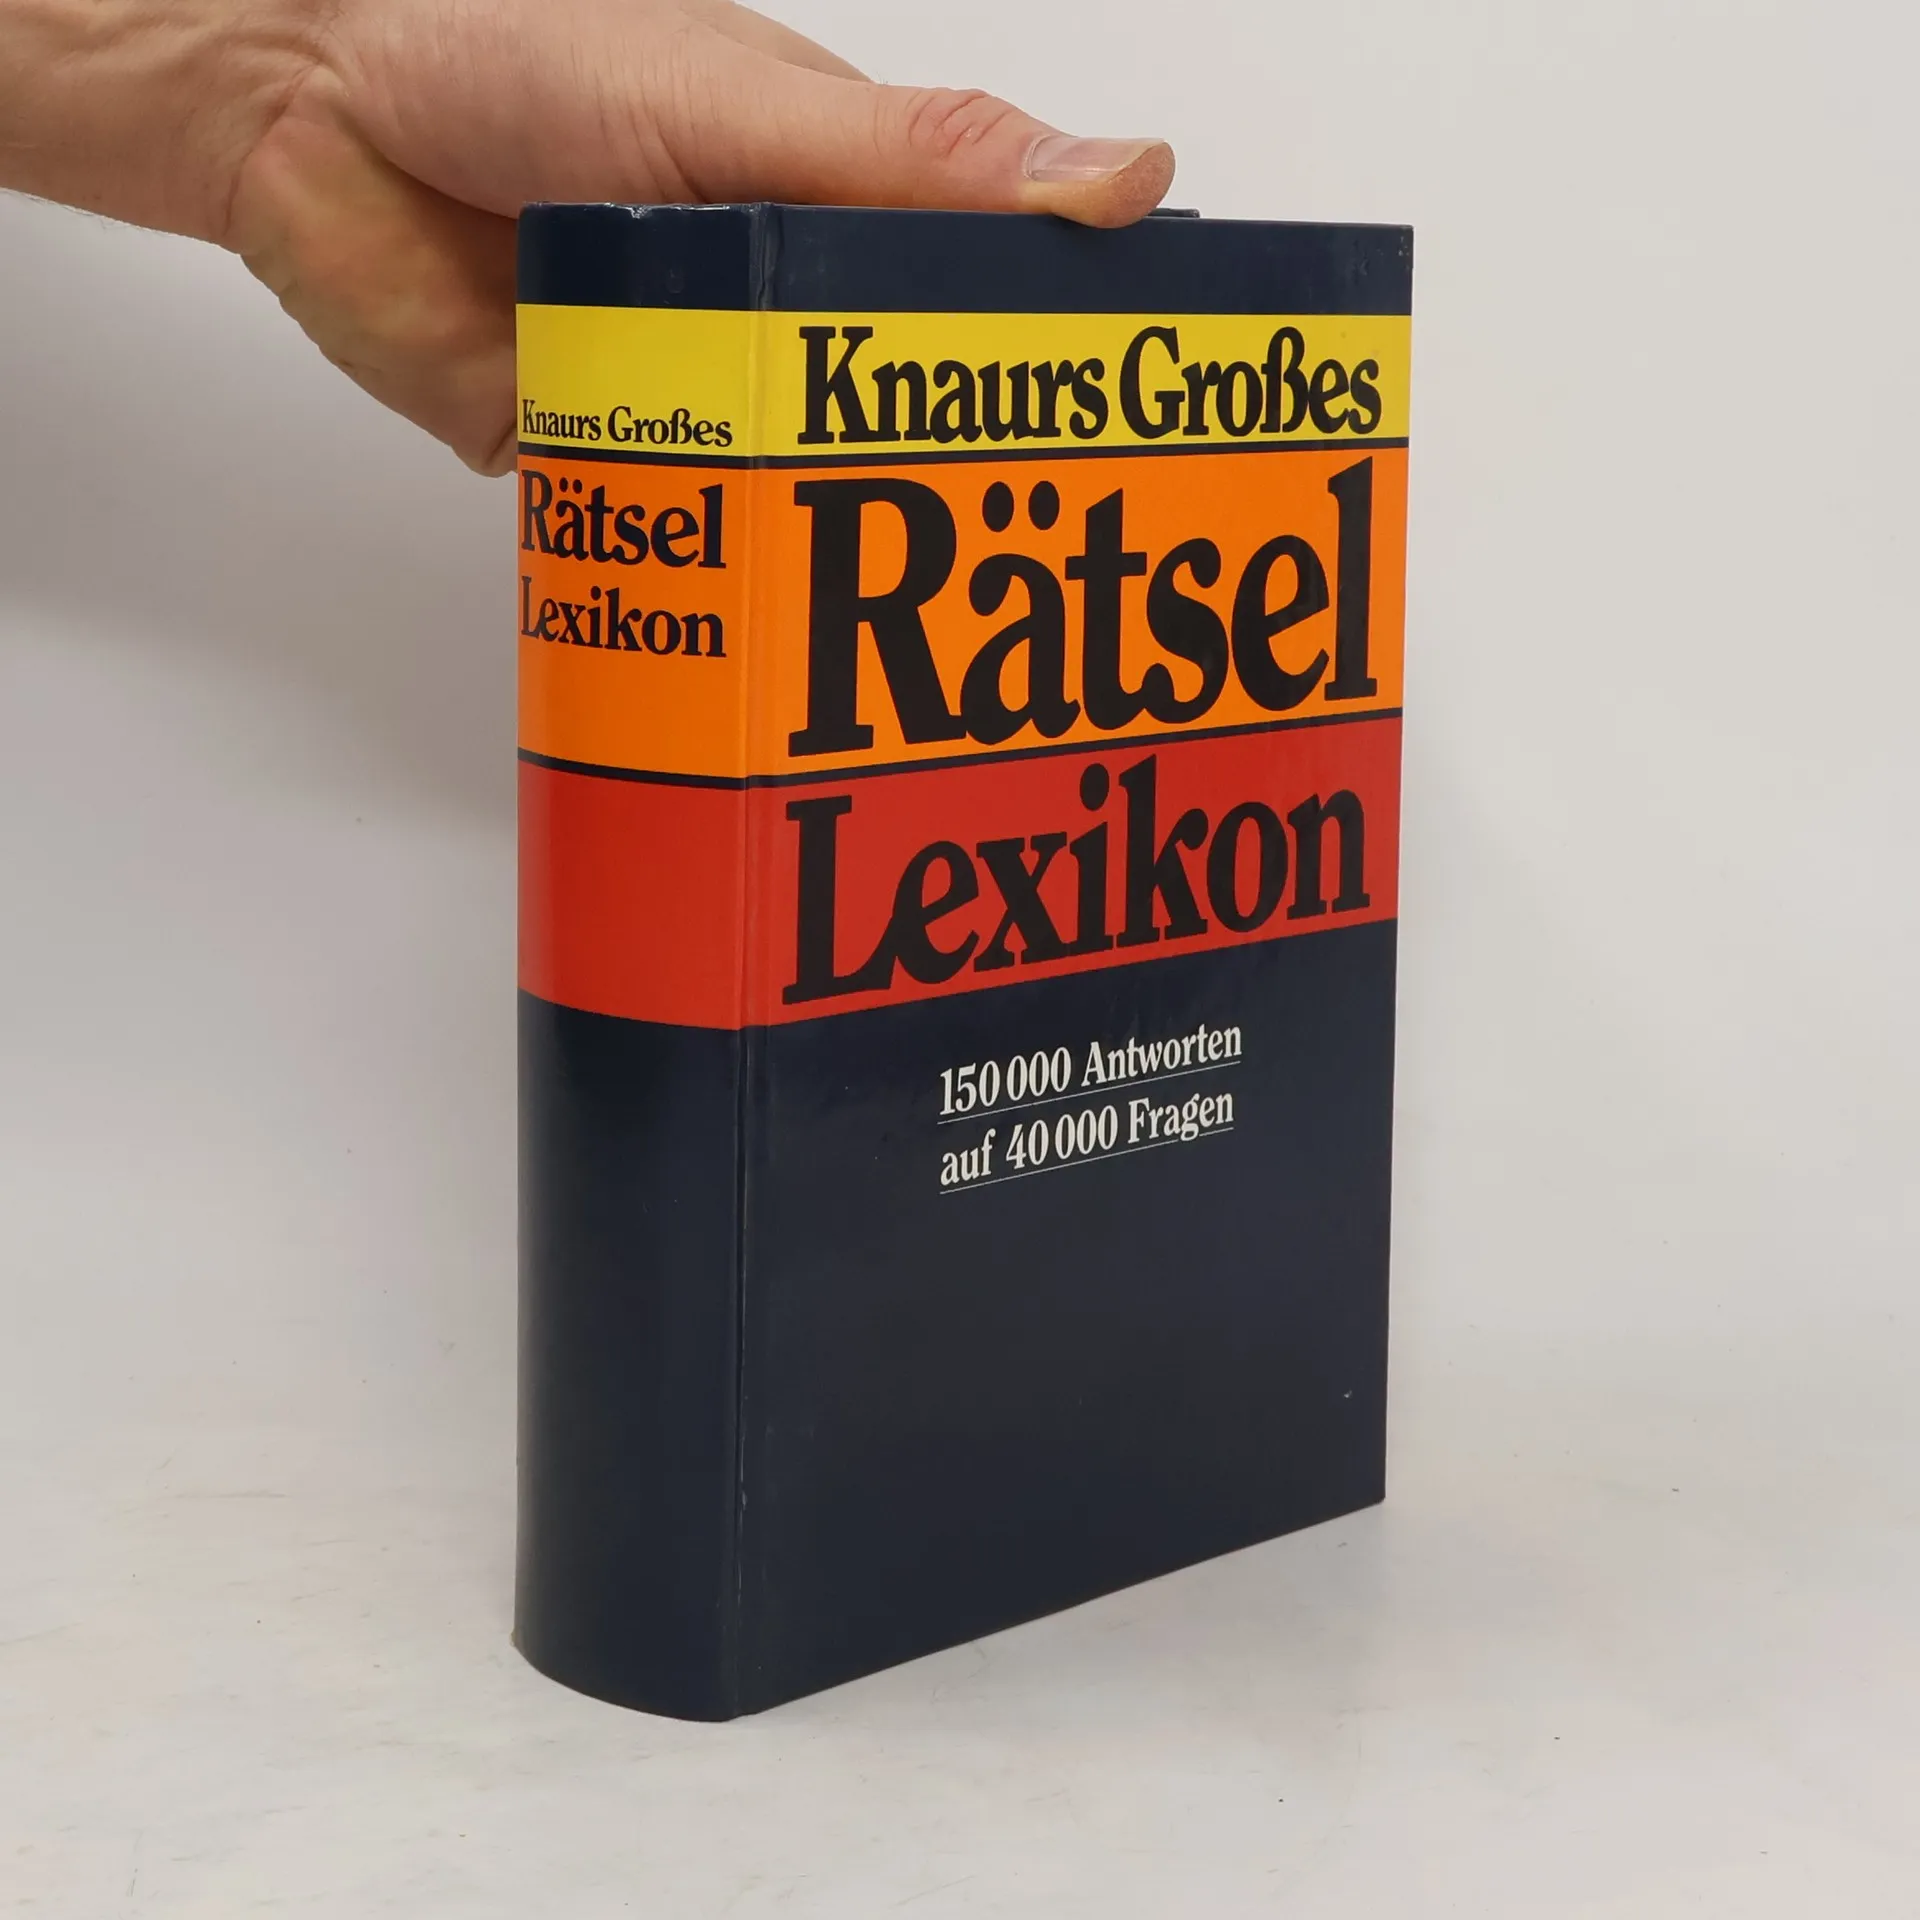 Knaurs Großes
Rätsel
Lexikon
Knaurs Großes
Rätsel
Lexikon
150 000 Antworten
auf 40 000 Fragen